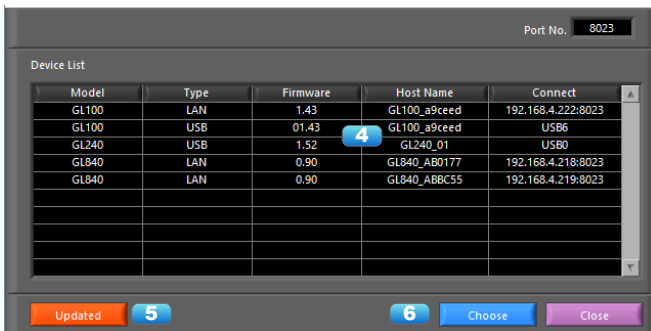 Port No. 8023
Device List
Model Type Firmware Host Name Connect
GL100 LAN 1.43 GL100_a9ceed 192.168.4.222:8023
GL100 USB 01.43 GL100_a9ceed USB6
4
GL240 USB 1.52 GL240_01 USB0
GL840 LAN 0.90 GL840_AB0177 192.168.4.218:8023
GL840 LAN 0.90 GL840_ABBC55 192.168.4.219:8023
Updated 5 6 Choose Close